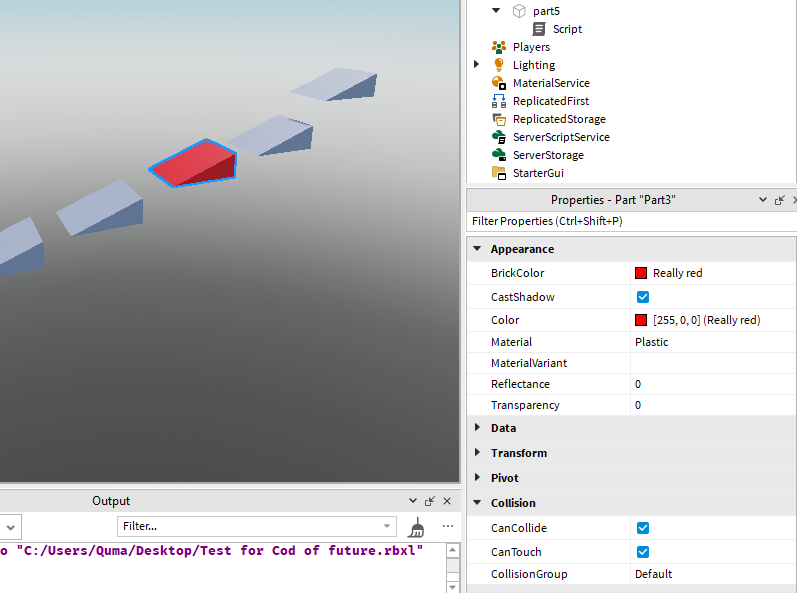 part5
Script
Players
Lighting
MaterialService
ReplicatedFirst
ReplicatedStorage
ServerScriptService
ServerStorage
StarterGui
Properties - Part "Part3"
Filter Properties (Ctrl+Shift+P)
Appearance
BrickColor Really red
CastShadow
Color [255, 0, 0] (Really red)
Material Plastic
MaterialVariant
Reflectance 0
Transparency 0
Data
Transform
Pivot
Collision
CanCollide
CanTouch
CollisionGroup Default
Output
Filter...
o "C:/Users/Quma/Desktop/Test for Cod of future.rbxl"